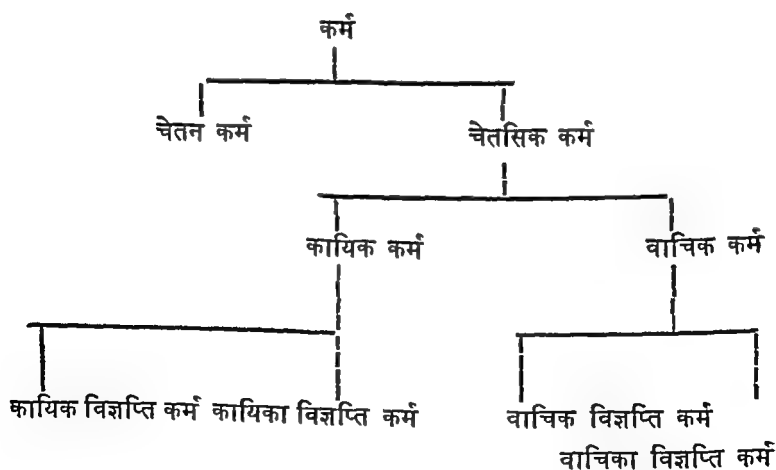 कर्म
चेतन कर्म चेतसिक कर्म
कायिक कर्म वाचिक कर्म
कायिक विज्ञप्ति कर्म कायिका विज्ञप्ति कर्म वाचिक विज्ञप्ति कर्म
वाचिका विज्ञप्ति कर्म